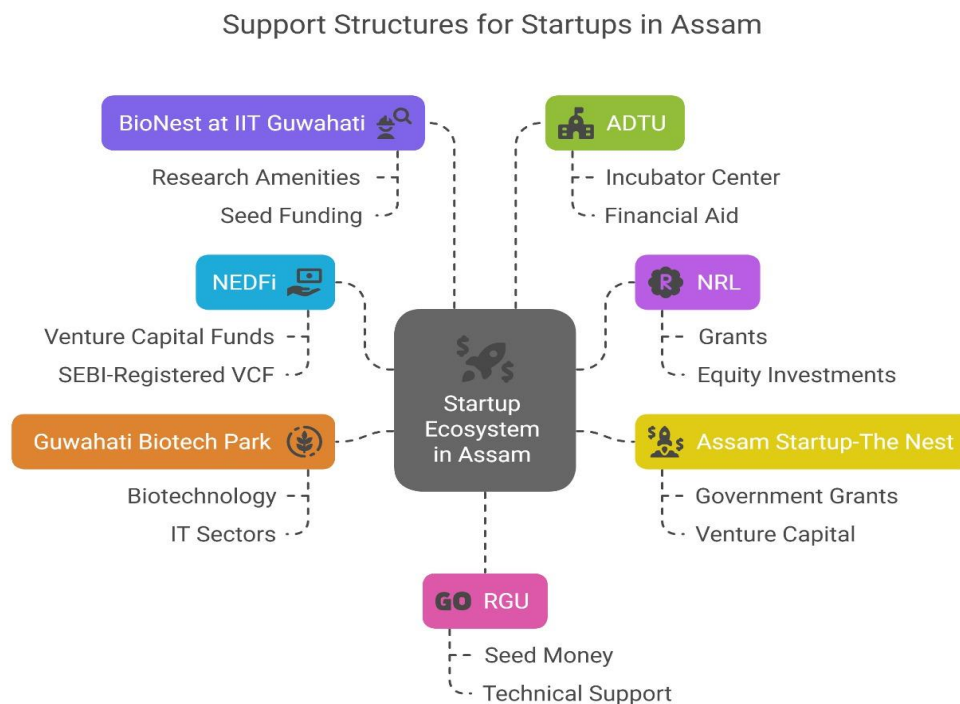 Support Structures for Startups in Assam
BioNest at IIT Guwahati
Research Amenities
Seed Funding
ADTU
Incubator Center
Financial Aid
NEDFi
Venture Capital Funds
SEBI-Registered VCF
R
NRL
Grants
Equity Investments
$
$
Startup
Ecosystem
in Assam
Guwahati Biotech Park
Biotechnology
IT Sectors
$
$
Assam Startup-The Nest
Government Grants
Venture Capital
GO RGU
Seed Money
Technical Support